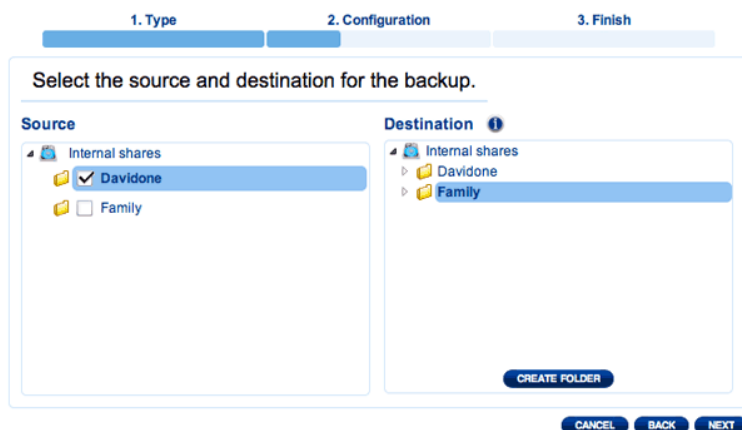 1. Type 2. Configuration 3. Finish
Select the source and destination for the backup.
Source
Internal shares
Davidone
Family
Destination
Internal shares
Davidone
Family
CREATE FOLDER
CANCEL BACK NEXT